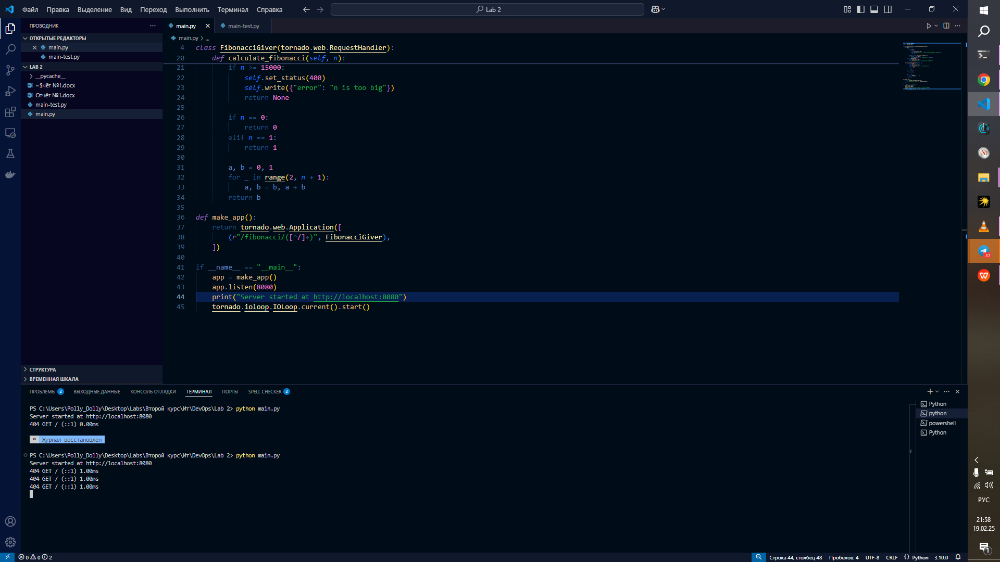 Файл Правка Выделение Вид Переход Выполнить Терминал Справка
Lab 2
ПРОВОДНИК
ОТКРЫТЫЕ РЕДАКТОРЫ
main.py
main-test.py
LAB 2
__pycache__
~$чёт №1.docx
Отчёт №1.docx
main-test.py
main.py
СТРУКТУРА
ВРЕМЕННАЯ ШКАЛА
main.py
main-test.py
main.py > ...
4 class FibonacciGiver(tornado.web.RequestHandler):
20 def calculate_fibonacci(self, n):
21 if n >= 15000:
22 self.set_status(400)
23 self.write({"error": "n is too big"})
24 return None
25
26 if n == 0:
27 return 0
28 elif n == 1:
29 return 1
30
31 a, b = 0, 1
32 for _ in range(2, n + 1):
33 a, b = b, a + b
34 return b
35
36 def make_app():
37 return tornado.web.Application([
38 (r"/fibonacci/([^/]+)", FibonacciGiver),
39 ])
40
41 if __name__ == "__main__":
42 app = make_app()
43 app.listen(8080)
44 print("Server started at http://localhost:8080")
45 tornado.ioloop.IOLoop.current().start()
ПРОБЛЕМЫ 2 ВЫХОДНЫЕ ДАННЫЕ КОНСОЛЬ ОТЛАДКИ ТЕРМИНАЛ ПОРТЫ SPELL CHECKER 2
PS C:\Users\Polly_Dolly\Desktop\Labs\Второй курс\Ит\DevOps\Lab 2> python main.py
Server started at http://localhost:8080
404 GET / (::1) 0.00ms
* Журнал восстановлен
PS C:\Users\Polly_Dolly\Desktop\Labs\Второй курс\Ит\DevOps\Lab 2> python main.py
Server started at http://localhost:8080
404 GET / (::1) 1.00ms
404 GET / (::1) 1.00ms
404 GET / (::1) 1.00ms
Python
python
powershell
Python
0 0 2
Строка 44, столбец 48 Пробелов: 4 UTF-8 CRLF Python 3.10.0
57
РУС
21:58
19.02.25
1